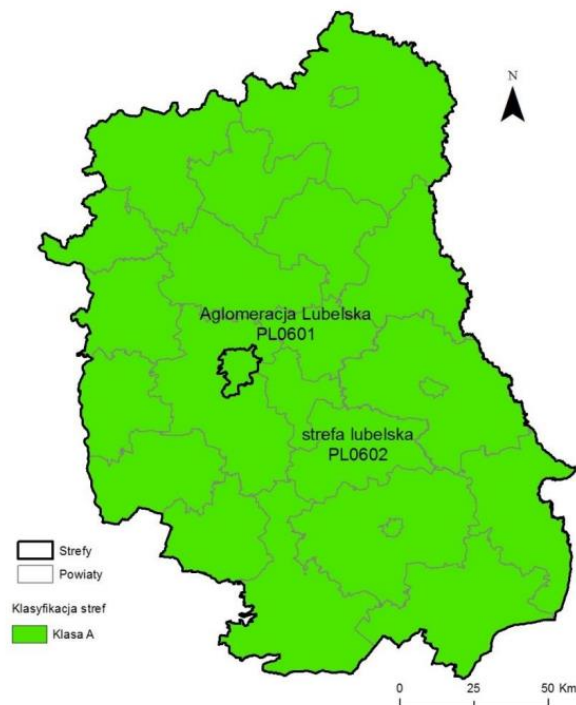 N
Aglomeracja Lubelska
PL0601
strefa lubelska
PL0602
Strefy
Powiaty
Klasyfikacja stref
Klasa A
0 25 50 Km